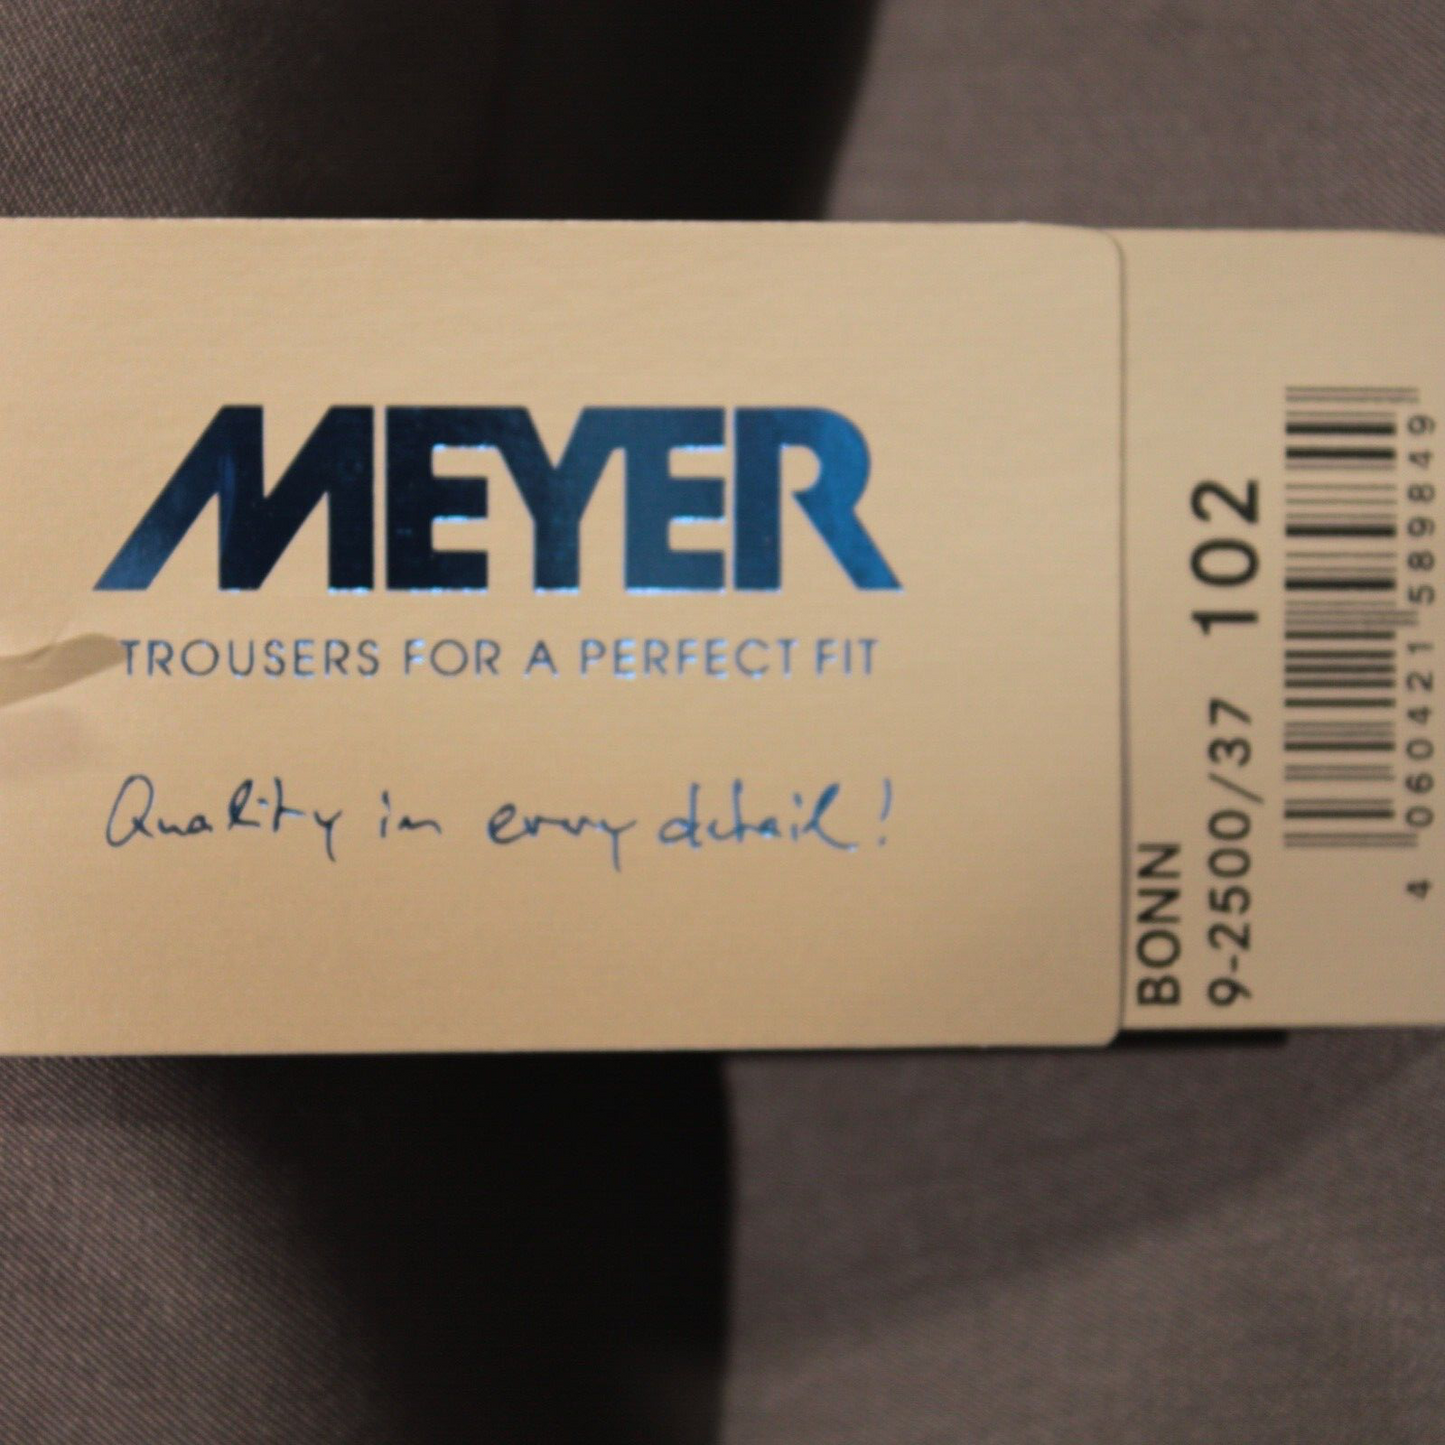 MEYER
TROUSERS FOR A PERFECT FIT
Quality in every detail!
BONN
9-2500/37 102
4 060421 589849